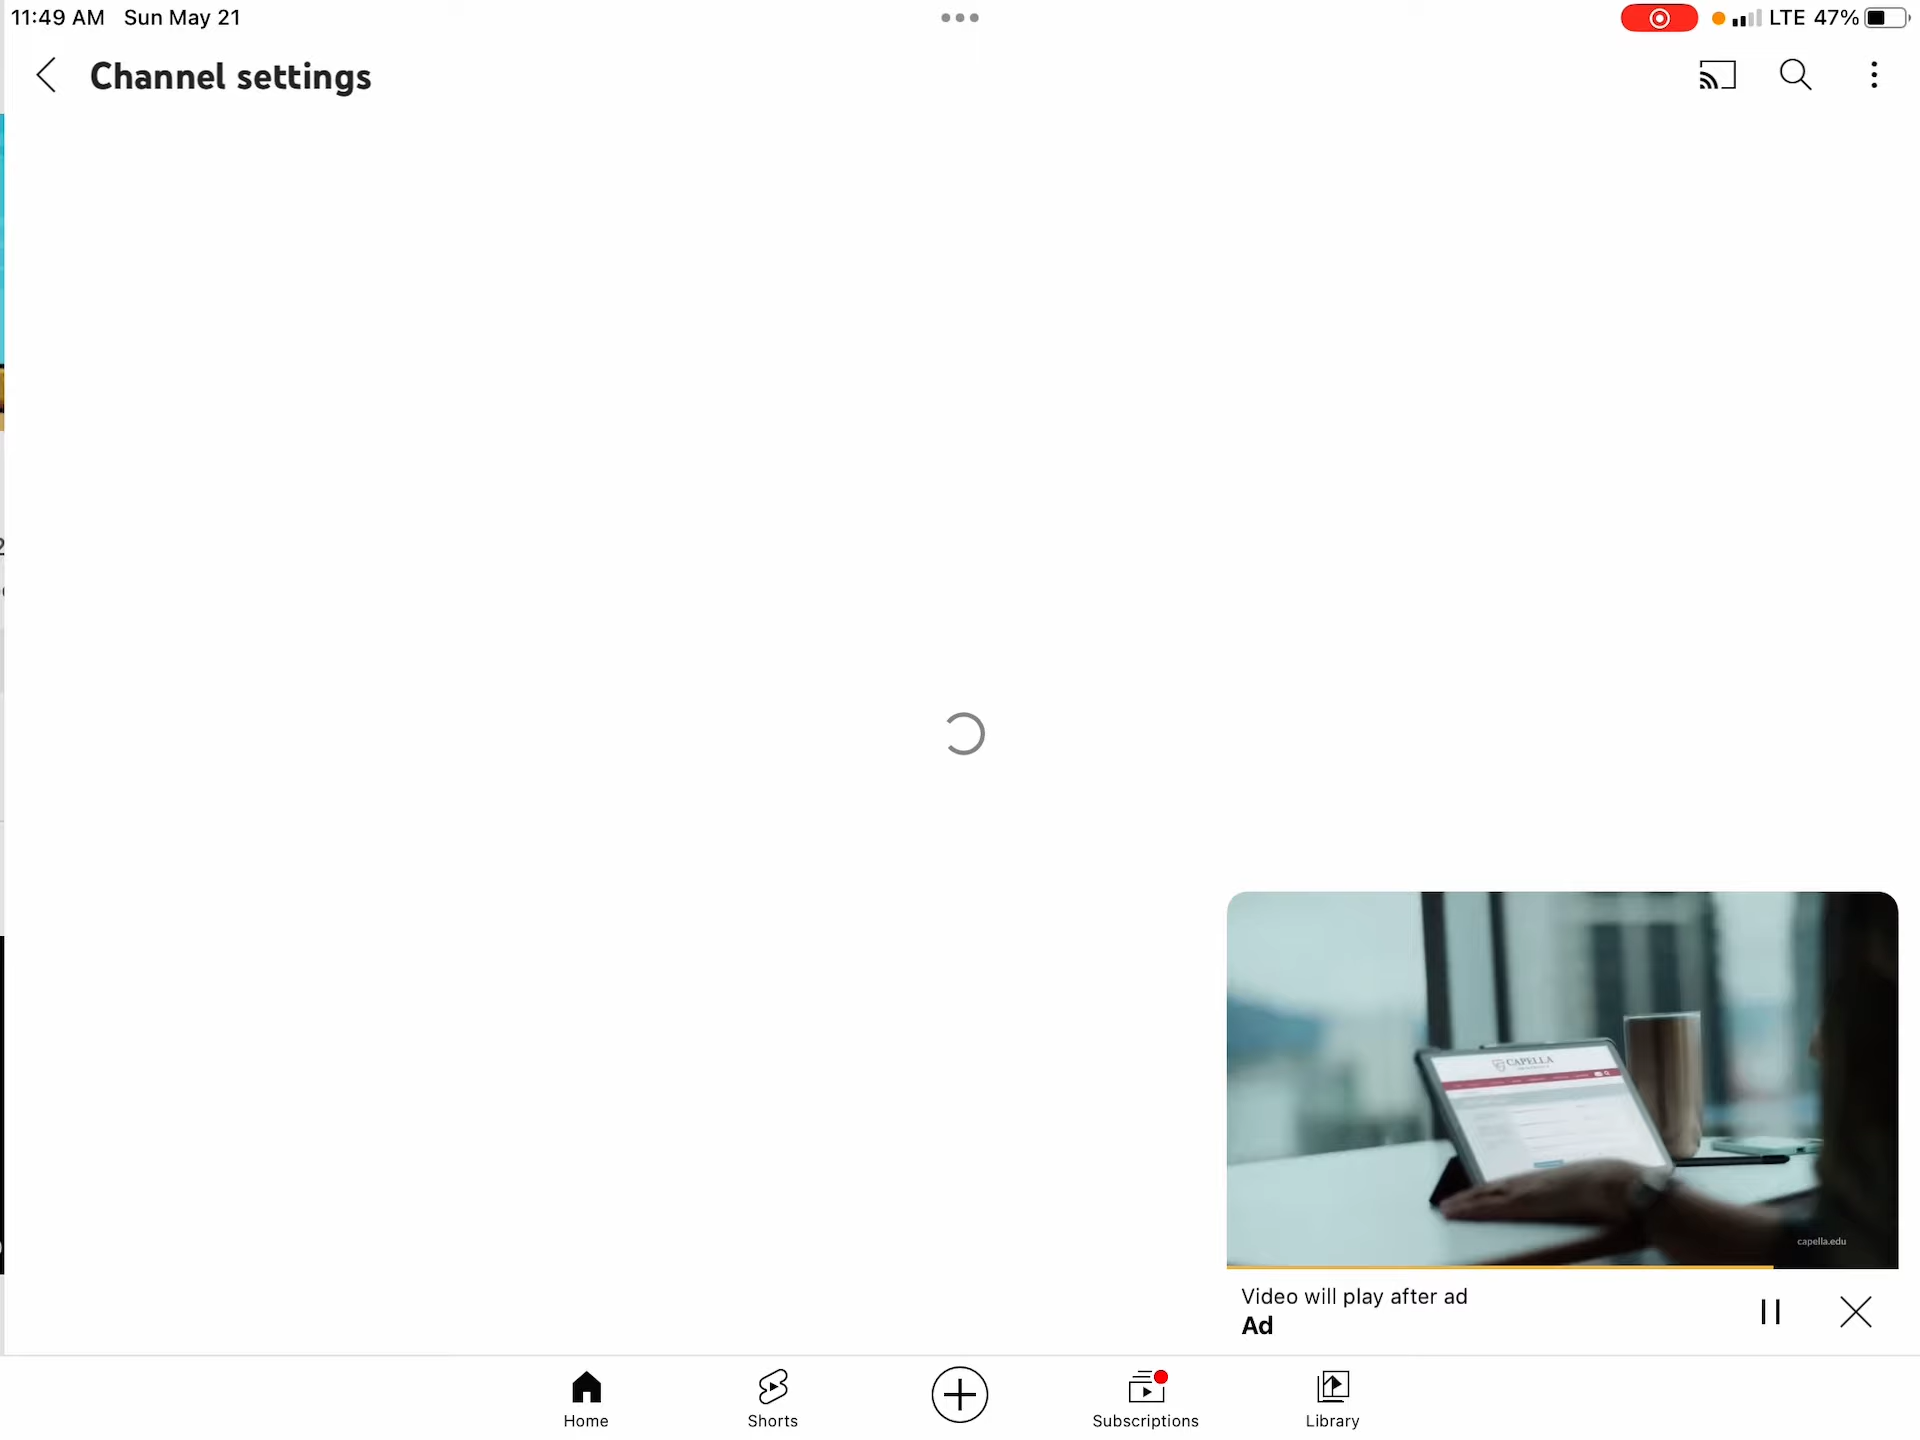 11:49 AM Sun May 21
LTE 47%
Channel settings
CAPELLA
capella.edu
Video will play after ad
Ad
Home
Shorts
Subscriptions
Library